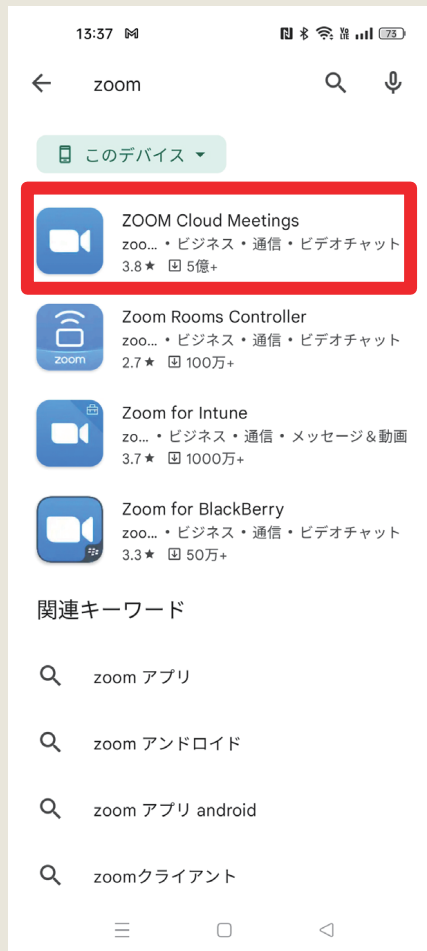 13:37
73
zoom
このデバイス
ZOOM Cloud Meetings
zoo... • ビジネス • 通信 • ビデオチャット
3.8★ 5億+
Zoom Rooms Controller
zoo... • ビジネス • 通信 • ビデオチャット
2.7★ 100万+
zoom
Zoom for Intune
zo... • ビジネス • 通信 • メッセージ＆動画
3.7★ 1000万+
Zoom for BlackBerry
zoo... • ビジネス • 通信 • ビデオチャット
3.3★ 50万+
関連キーワード
zoom アプリ
zoom アンドロイド
zoom アプリ android
zoomクライアント